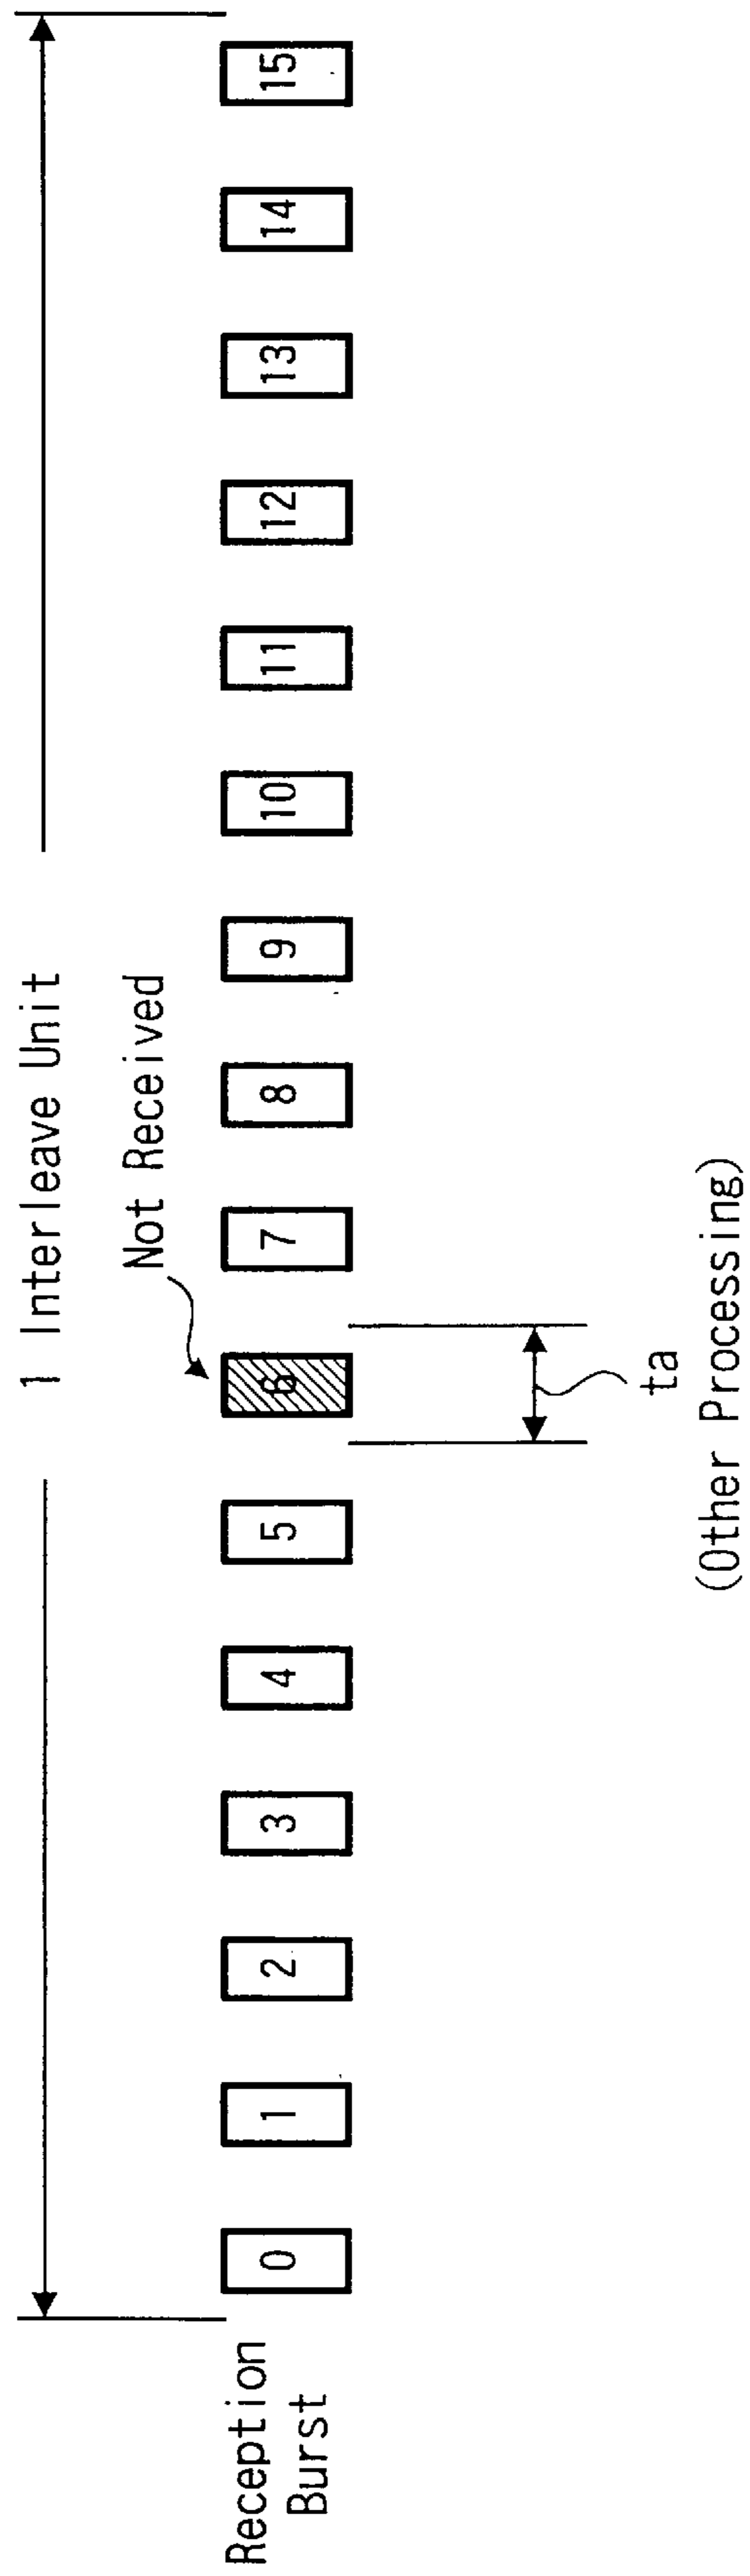 1 Interleave Unit
Not Received
Reception
Burst
0 1 2 3 4 5 6 7 8 9 10 11 12 13 14 15
ta
(Other Processing)